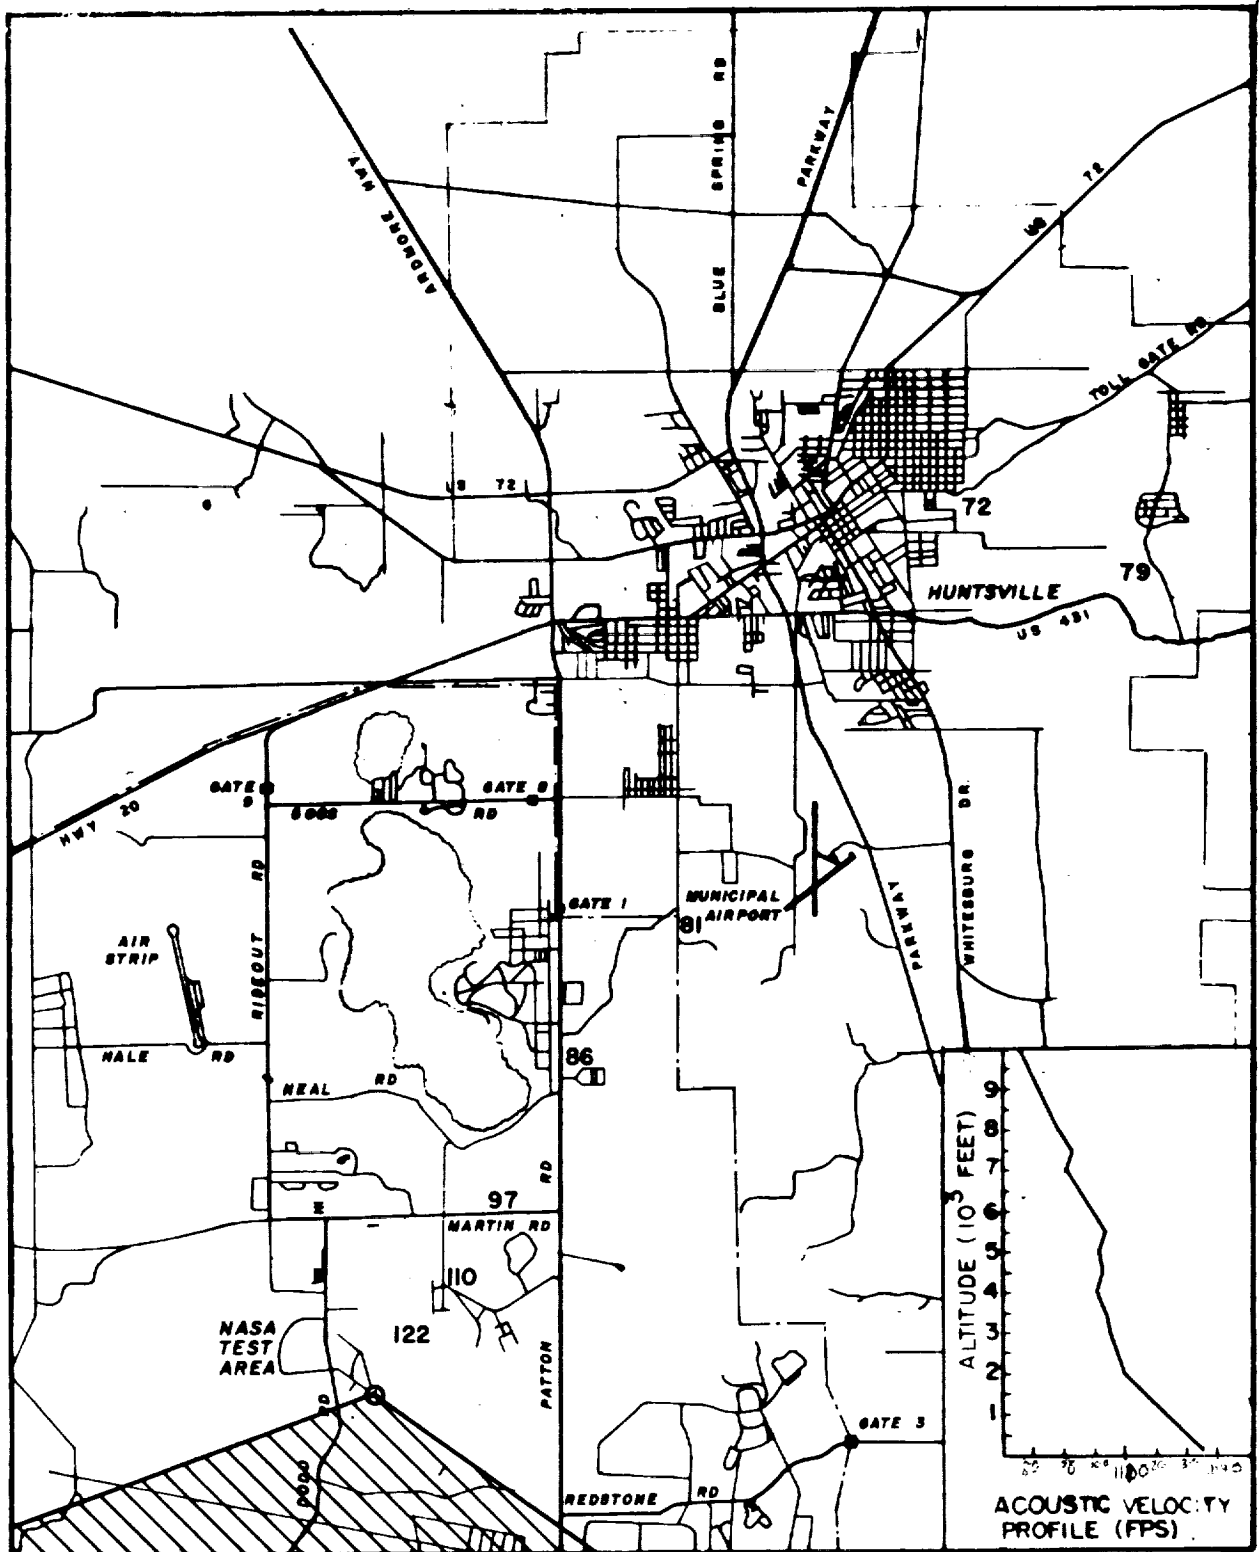 ARDMORE HWY
BLUE SPRING RD
PARKWAY
US 72
TOLL GATE RD
US 72
72
79
HUNTSVILLE
US 431
GATE 9
GATE 8
RD
HWY 20
RIDEOUT RD
GATE 1
MUNICIPAL
AIRPORT
81
PARKWAY
WHITESBURG DR.
AIR
STRIP
HALE RD
86
NEAL RD
97
MARTIN RD
110
122
NASA
TEST
AREA
PATTON RD
DODD RD
GATE 3
REDSTONE RD
ALTITUDE (10³ FEET)
9
8
7
6
5
4
3
2
1
ACOUSTIC VELOCITY
PROFILE (FPS)